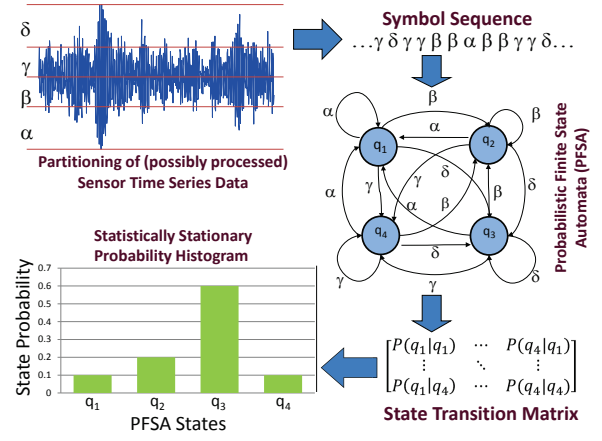 δ
γ
β
α
Partitioning of (possibly processed)
Sensor Time Series Data
Symbol Sequence
...γ δ γ γ β β α β β γ γ δ...
α
β
β
q1
α
q2
γ
δ
γ
β
δ
α
α
β
q4
δ
q3
γ
γ
δ
Probabilistic Finite State
Automata (PFSA)
P(q1|q1) ... P(q4|q1)
⋮ ⋱ ⋮
P(q1|q4) ... P(q4|q4)
State Transition Matrix
Statistically Stationary
Probability Histogram
State Probability
0.7
0.6
0.5
0.4
0.3
0.2
0.1
0
q1 q2 q3 q4
PFSA States